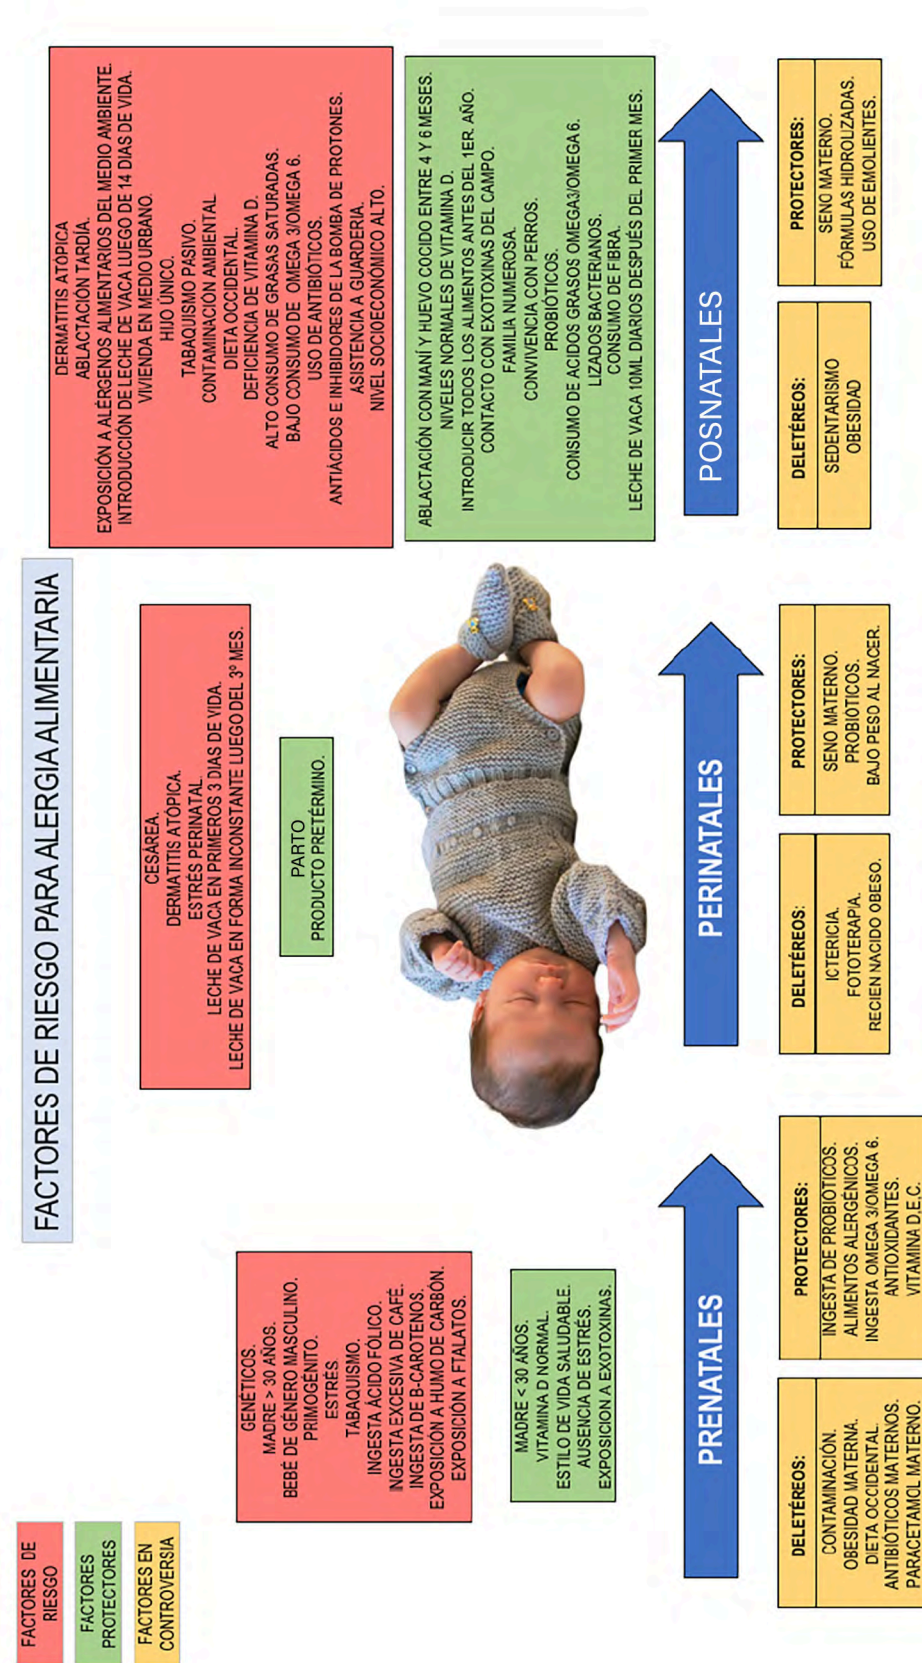 FACTORES DE RIESGO PARA ALERGIA ALIMENTARIA
FACTORES DE
RIESGO
FACTORES
PROTECTORES
FACTORES EN
CONTROVERSIA
GENÉTICOS.
MADRE > 30 AÑOS.
BEBÉ DE GÉNERO MASCULINO.
PRIMOGÉNITO.
ESTRÉS
TABAQUISMO.
INGESTA ÁCIDO FÓLICO.
INGESTA EXCESIVA DE CAFÉ.
INGESTA DE B-CAROTENOS.
EXPOSICIÓN A HUMO DE CARBÓN.
EXPOSICIÓN A FTALATOS.
MADRE < 30 AÑOS.
VITAMINA D NORMAL.
ESTILO DE VIDA SALUDABLE.
AUSENCIA DE ESTRÉS.
EXPOSICION A EXOTOXINAS.
PRENATALES
DELETÉREOS:
CONTAMINACIÓN.
OBESIDAD MATERNA.
DIETA OCCIDENTAL.
ANTIBIÓTICOS MATERNOS.
PARACETAMOL MATERNO.
PROTECTORES:
INGESTA DE PROBIÓTICOS.
ALIMENTOS ALERGÉNICOS.
INGESTA OMEGA 3/OMEGA 6.
ANTIOXIDANTES.
VITAMINA D,E,C.
CESÁREA.
DERMATITIS ATÓPICA.
ESTRÉS PERINATAL.
LECHE DE VACA EN PRIMEROS 3 DIAS DE VIDA.
LECHE DE VACA EN FORMA INCONSTANTE LUEGO DEL 3º MES.
PARTO
PRODUCTO PRETÉRMINO.
PERINATALES
DELETÉREOS:
ICTERICIA.
FOTOTERAPIA.
RECIEN NACIDO OBESO.
PROTECTORES:
SENO MATERNO.
PROBIÓTICOS.
BAJO PESO AL NACER.
DERMATITIS ATÓPICA
ABLACTACIÓN TARDÍA.
EXPOSICIÓN A ALÉRGENOS ALIMENTARIOS DEL MEDIO AMBIENTE.
INTRODUCCIÓN DE LECHE DE VACA LUEGO DE 14 DIAS DE VIDA.
VIVIENDA EN MEDIO URBANO.
HIJO ÚNICO.
TABAQUISMO PASIVO.
CONTAMINACIÓN AMBIENTAL
DIETA OCCIDENTAL.
DEFICIENCIA DE VITAMINA D.
ALTO CONSUMO DE GRASAS SATURADAS.
BAJO CONSUMO DE OMEGA 3/OMEGA 6.
USO DE ANTIBIÓTICOS.
ANTIÁCIDOS E INHIBIDORES DE LA BOMBA DE PROTONES.
ASISTENCIA A GUARDERIA.
NIVEL SOCIOECONÓMICO ALTO.
ABLACTACIÓN CON MANÍ Y HUEVO COCIDO ENTRE 4 Y 6 MESES.
NIVELES NORMALES DE VITAMINA D.
INTRODUCIR TODOS LOS ALIMENTOS ANTES DEL 1ER. AÑO.
CONTACTO CON EXOTOXINAS DEL CAMPO.
FAMILIA NUMEROSA.
CONVIVENCIA CON PERROS.
PROBIÓTICOS.
CONSUMO DE ACIDOS GRASOS OMEGA3/OMEGA 6.
LIZADOS BACTERIANOS.
CONSUMO DE FIBRA.
LECHE DE VACA 10ML DIARIOS DESPUÉS DEL PRIMER MES.
POSNATALES
DELETÉREOS:
SEDENTARISMO
OBESIDAD
PROTECTORES:
SENO MATERNO.
FÓRMULAS HIDROLIZADAS.
USO DE EMOLIENTES.